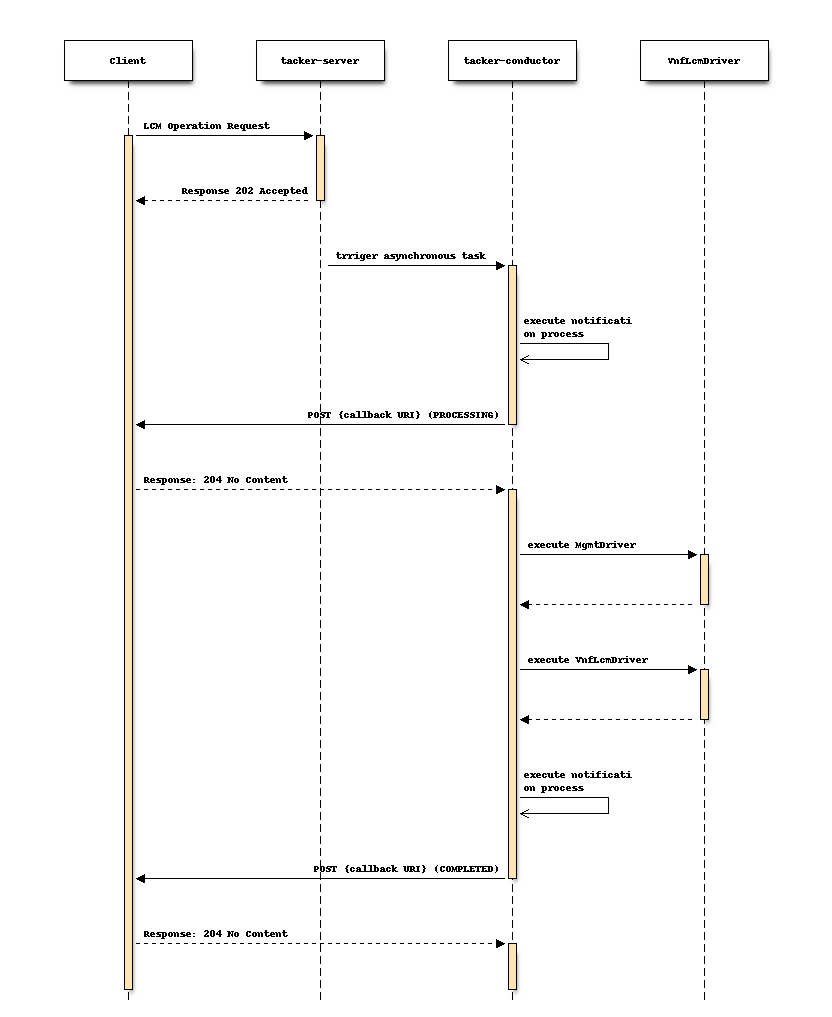 Client
tacker-server
tacker-conductor
VnfLcmDriver
LCM Operation Request
Response 202 Accepted
trriger asynchronous task
execute notificati
on process
POST {callback URI} (PROCESSING)
Response: 204 No Content
execute MgmtDriver
execute VnfLcmDriver
execute notificati
on process
POST {callback URI} (COMPLETED)
Response: 204 No Content